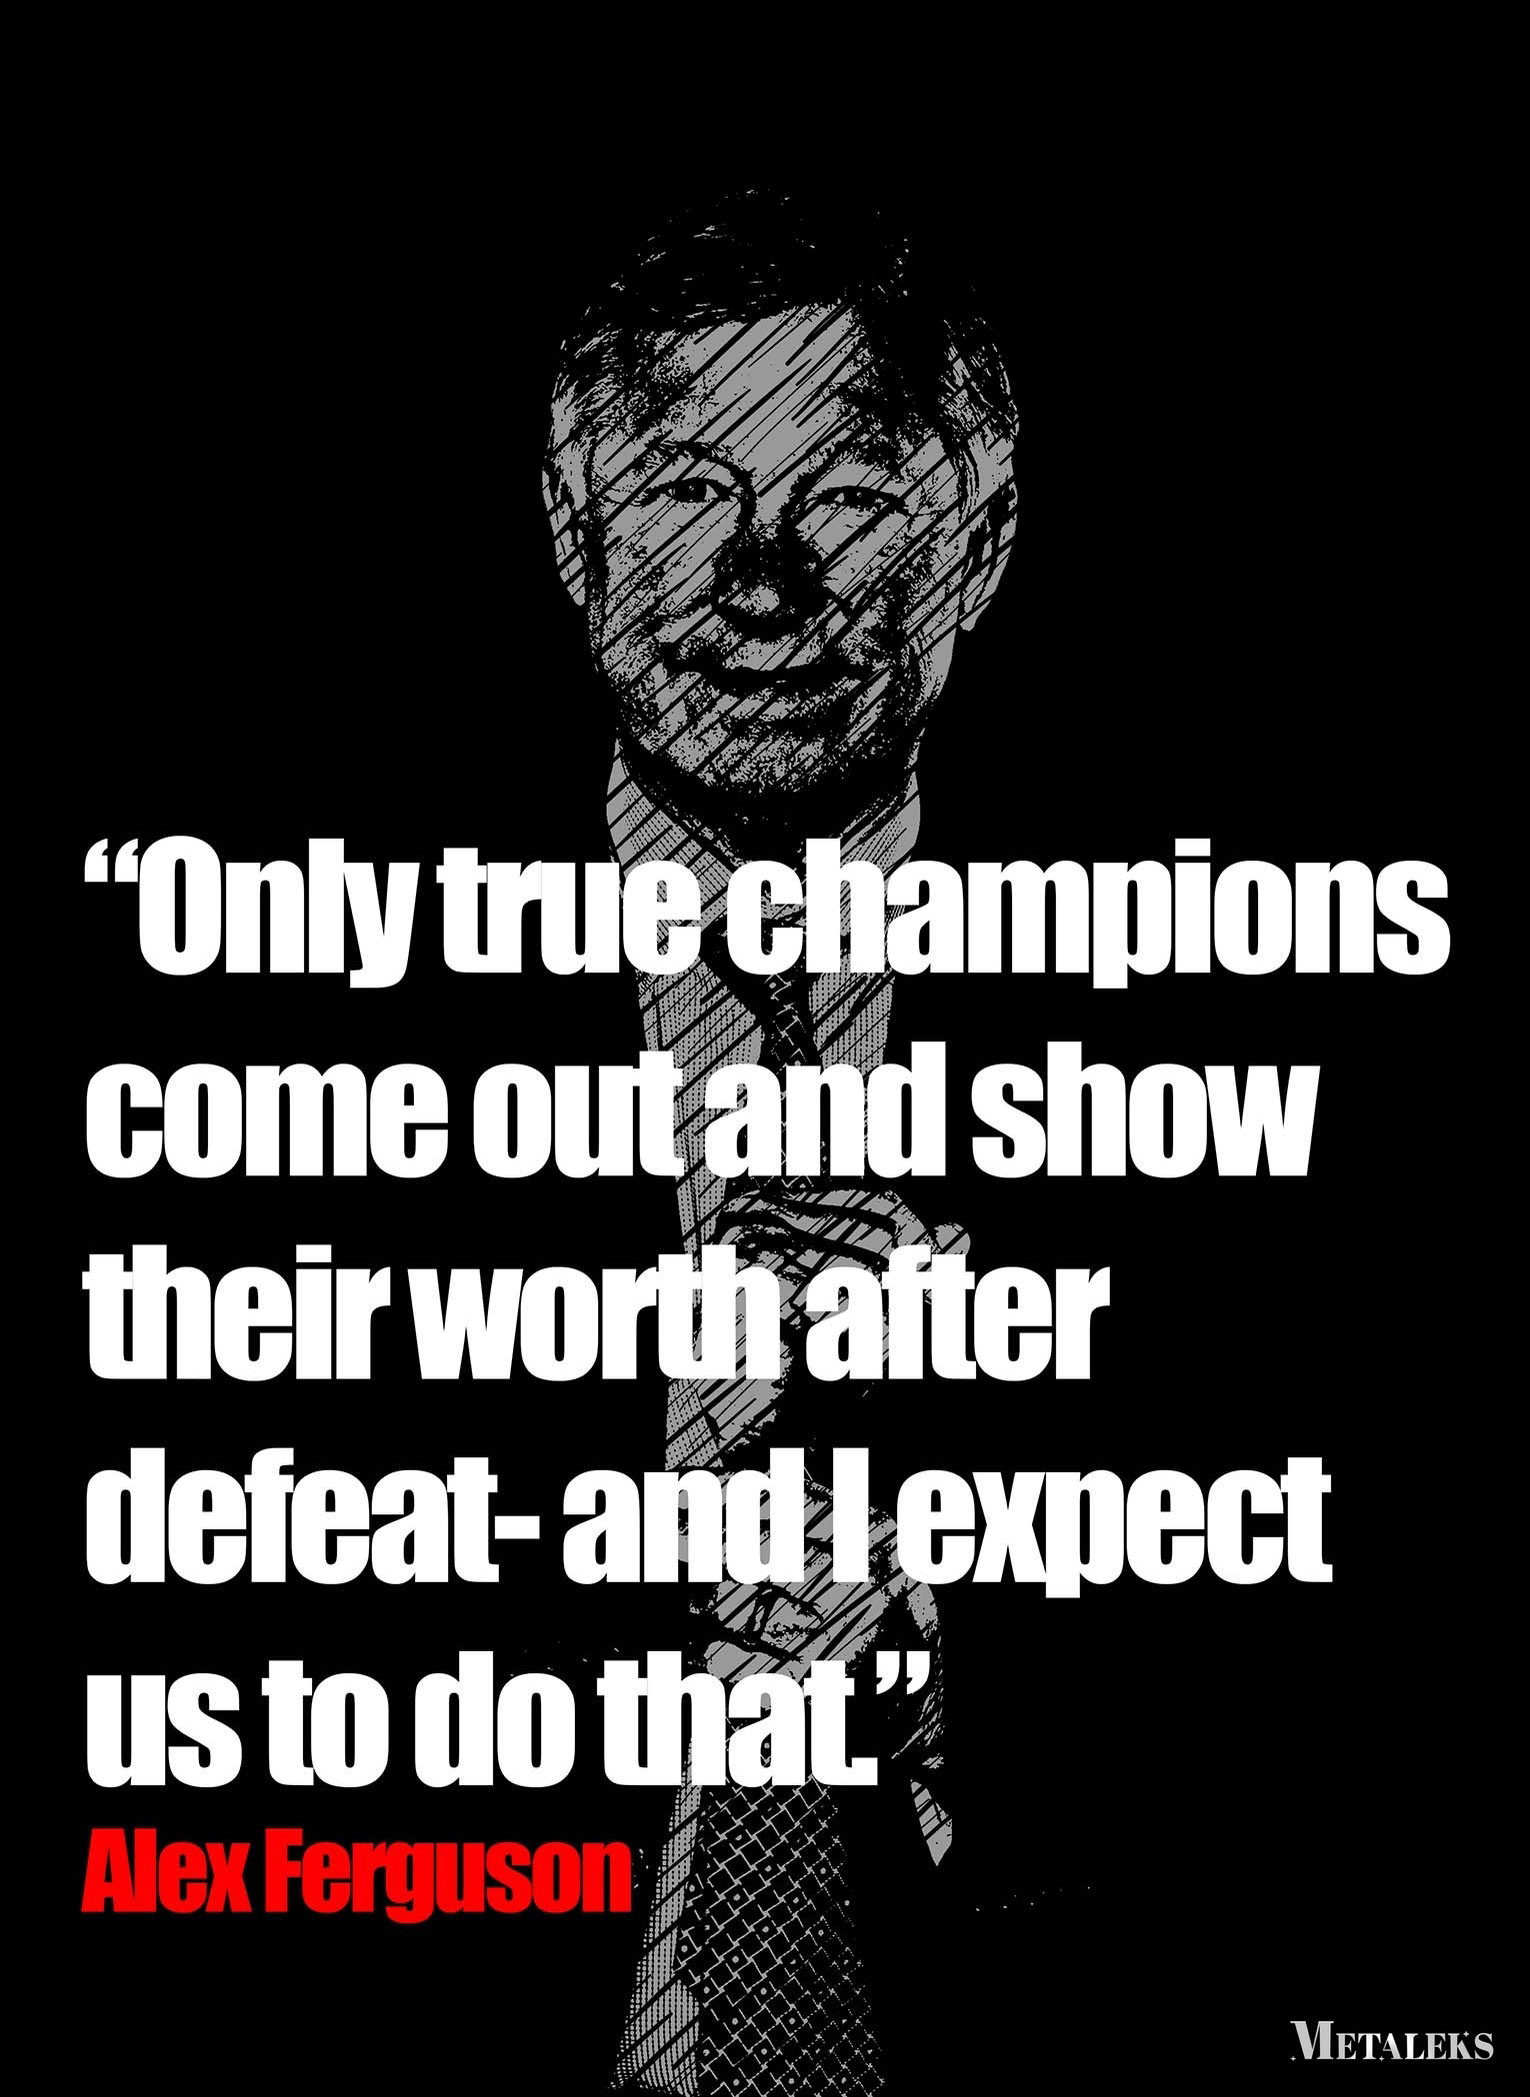 “Only true champions
come out and show
their worth after
defeat- and I expect
us to do that.”
Alex Ferguson
METALEKS